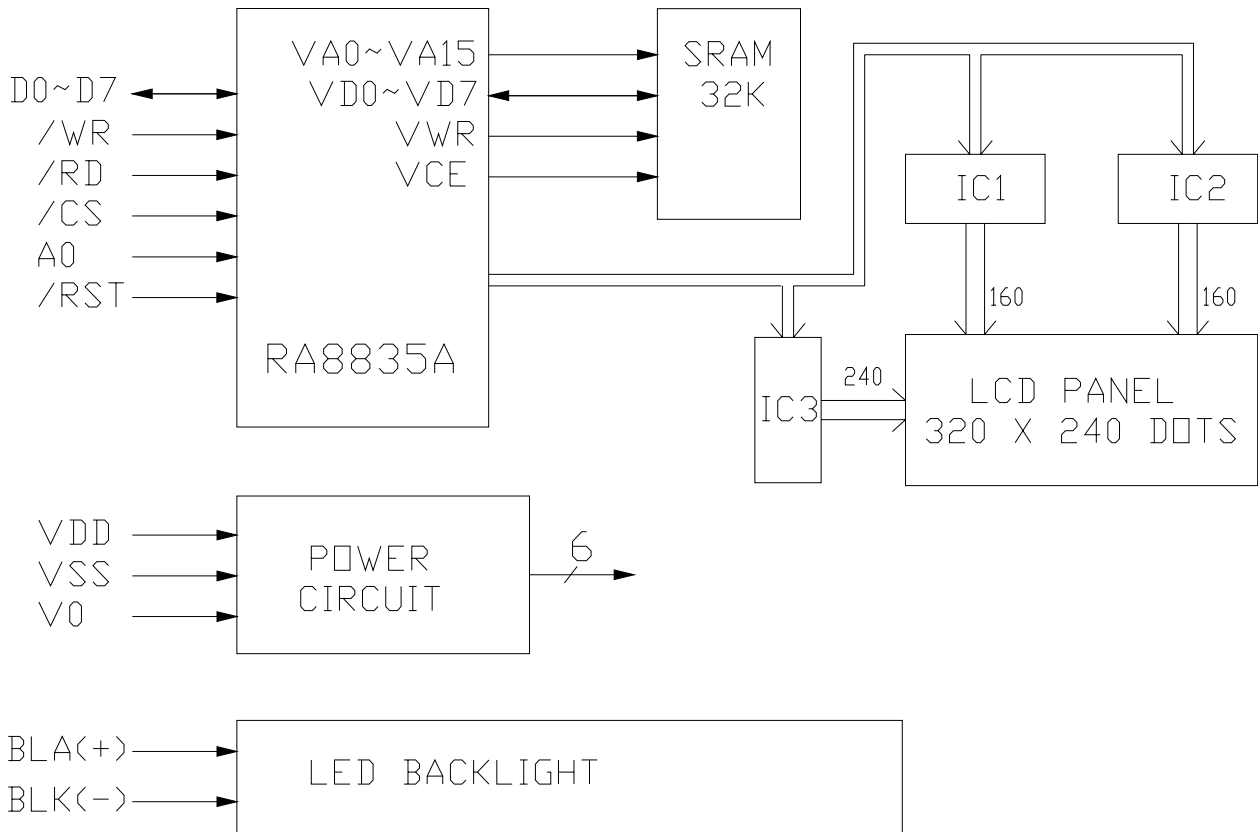 D0~D7
/WR
/RD
/CS
A0
/RST
VA0~VA15
VD0~VD7
VWR
VCE
RA8835A
SRAM
32K
IC1
IC2
160
160
IC3
240
LCD PANEL
320 X 240 DOTS
VDD
VSS
V0
POWER
CIRCUIT
6
BLA(+)
BLK(-)
LED BACKLIGHT